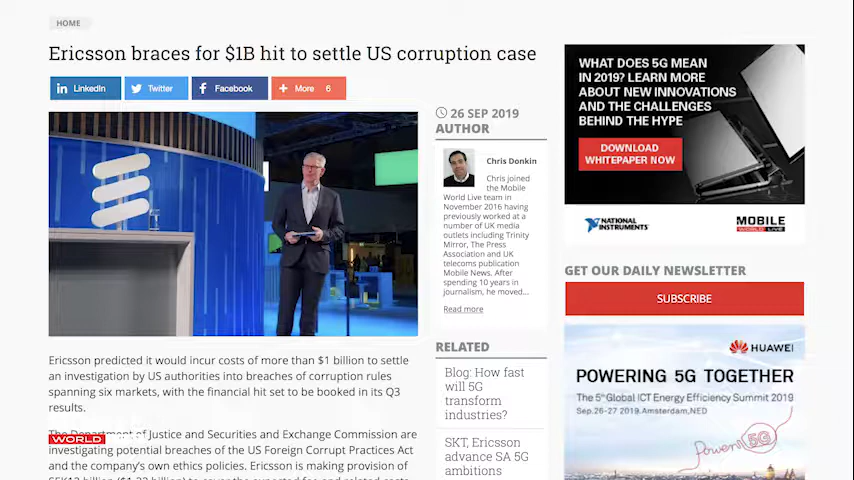 HOME
Ericsson braces for $1B hit to settle US corruption case
LinkedIn
Twitter
Facebook
More 6
Ericsson predicted it would incur costs of more than $1 billion to settle
an investigation by US authorities into breaches of corruption rules
spanning six markets, with the financial hit set to be booked in its Q3
results.
The Department of Justice and Securities and Exchange Commission are
investigating potential breaches of the US Foreign Corrupt Practices Act
and the company's own ethics policies. Ericsson is making provision of
WORLD
26 SEP 2019
AUTHOR
Chris Donkin
Chris joined
the Mobile
World Live team in
November 2016 having
previously worked at a
number of UK media
outlets including Trinity
Mirror, The Press
Association and UK
telecoms publication
Mobile News. After
spending 10 years in
journalism, he moved...
Read more
RELATED
Blog: How fast
will 5G
transform
industries?
SKT, Ericsson
advance SA 5G
ambitions
WHAT DOES 5G MEAN
IN 2019? LEARN MORE
ABOUT NEW INNOVATIONS
AND THE CHALLENGES
BEHIND THE HYPE
DOWNLOAD
WHITEPAPER NOW
NATIONAL
INSTRUMENTS
MOBILE
WORLD LIVE
GET OUR DAILY NEWSLETTER
SUBSCRIBE
HUAWEI
POWERING 5G TOGETHER
The 5th Global ICT Energy Efficiency Summit 2019
Sep.26-27 2019.Amsterdam,NED
Power 5G